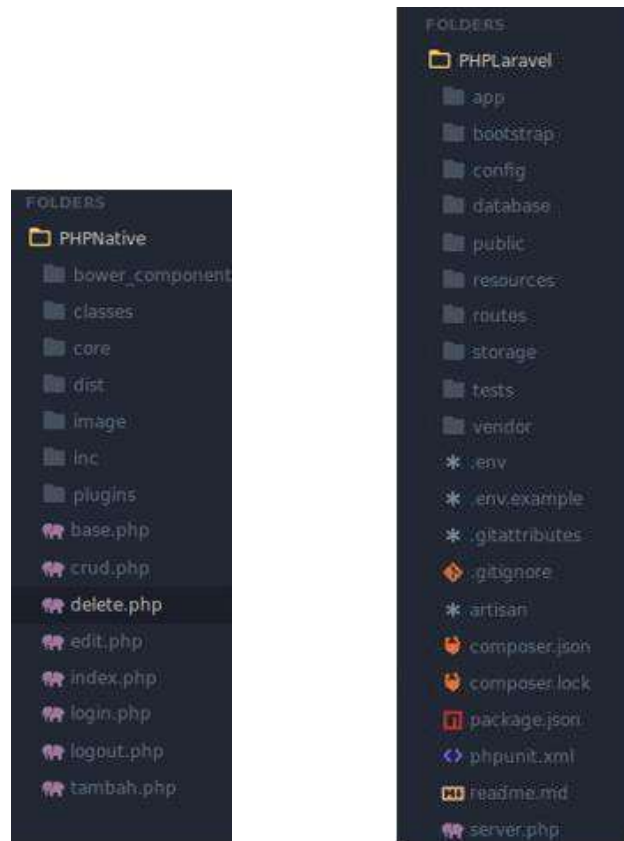 FOLDERS
PHPNative
bower_component
classes
core
dist
image
inc
plugins
base.php
crud.php
delete.php
edit.php
index.php
login.php
logout.php
tambah.php
FOLDERS
PHPLaravel
app
bootstrap
config
database
public
resources
routes
storage
tests
vendor
.env
.env.example
.gitattributes
.gitignore
artisan
composer.json
composer.lock
package.json
phpunit.xml
readme.md
server.php